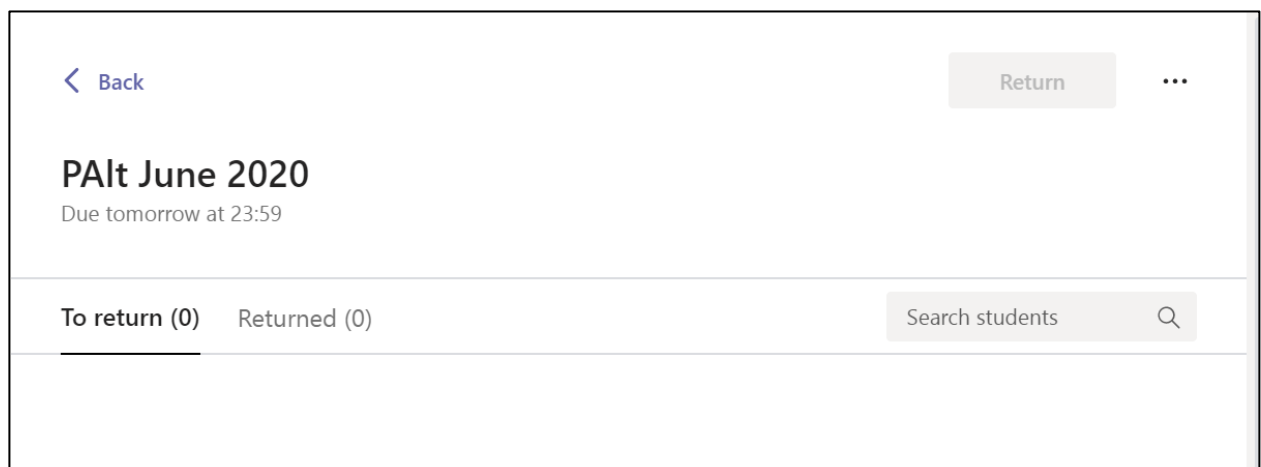 Back
Return
PAlt June 2020
Due tomorrow at 23:59
To return (0) Returned (0) Search students